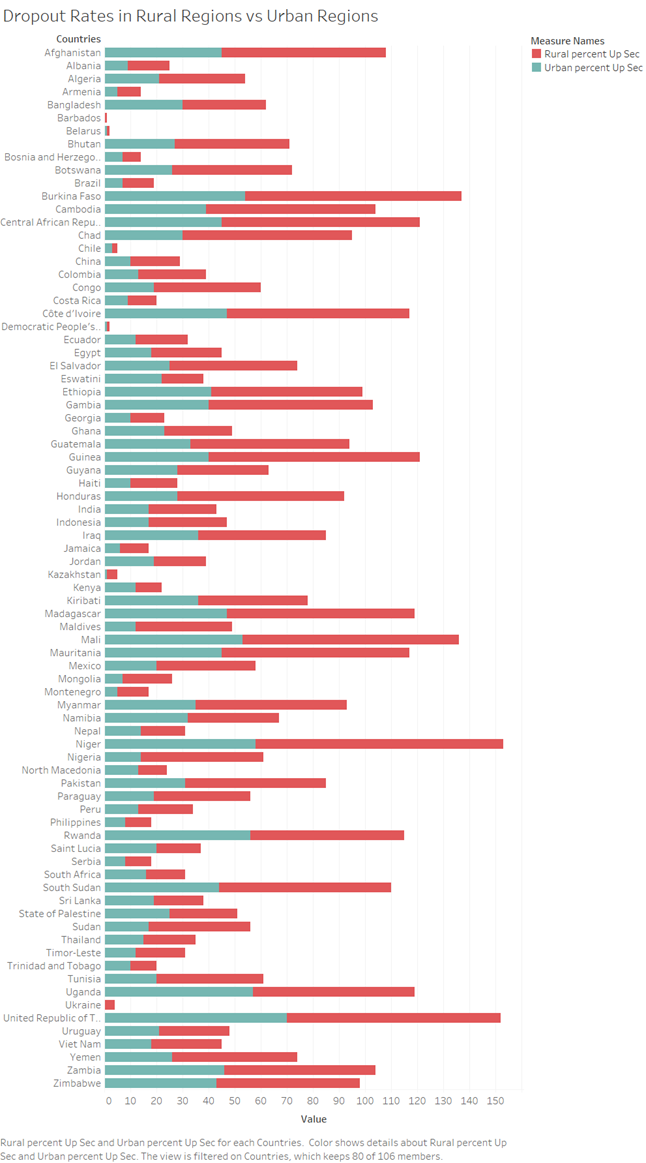 Dropout Rates in Rural Regions vs Urban Regions
Countries
Measure Names
Rural percent Up Sec
Urban percent Up Sec
Afghanistan
Albania
Algeria
Armenia
Bangladesh
Barbados
Belarus
Bhutan
Bosnia and Herzego..
Botswana
Brazil
Burkina Faso
Cambodia
Central African Repu..
Chad
Chile
China
Colombia
Congo
Costa Rica
Côte d'Ivoire
Democratic People's..
Ecuador
Egypt
El Salvador
Eswatini
Ethiopia
Gambia
Georgia
Ghana
Guatemala
Guinea
Guyana
Haiti
Honduras
India
Indonesia
Iraq
Jamaica
Jordan
Kazakhstan
Kenya
Kiribati
Madagascar
Maldives
Mali
Mauritania
Mexico
Mongolia
Montenegro
Myanmar
Namibia
Nepal
Niger
Nigeria
North Macedonia
Pakistan
Paraguay
Peru
Philippines
Rwanda
Saint Lucia
Serbia
South Africa
South Sudan
Sri Lanka
State of Palestine
Sudan
Thailand
Timor-Leste
Trinidad and Tobago
Tunisia
Uganda
Ukraine
United Republic of T..
Uruguay
Viet Nam
Yemen
Zambia
Zimbabwe
0 10 20 30 40 50 60 70 80 90 100 110 120 130 140 150
Value
Rural percent Up Sec and Urban percent Up Sec for each Countries. Color shows details about Rural percent Up
Sec and Urban percent Up Sec. The view is filtered on Countries, which keeps 80 of 106 members.